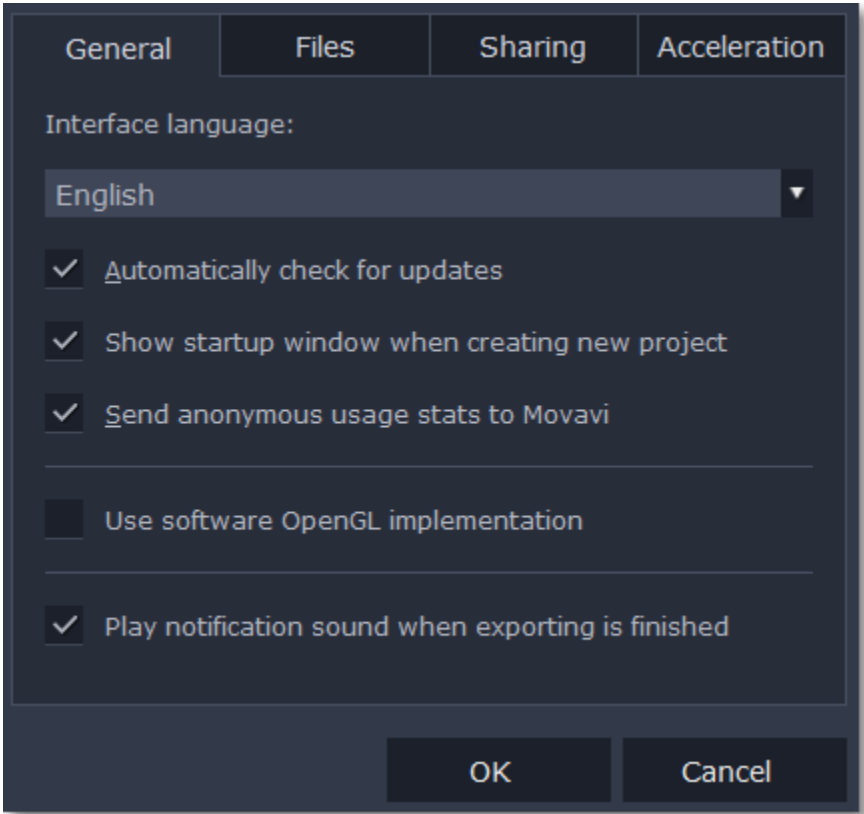 General Files Sharing Acceleration
Interface language:
English
Automatically check for updates
Show startup window when creating new project
Send anonymous usage stats to Movavi
Use software OpenGL implementation
Play notification sound when exporting is finished
OK Cancel